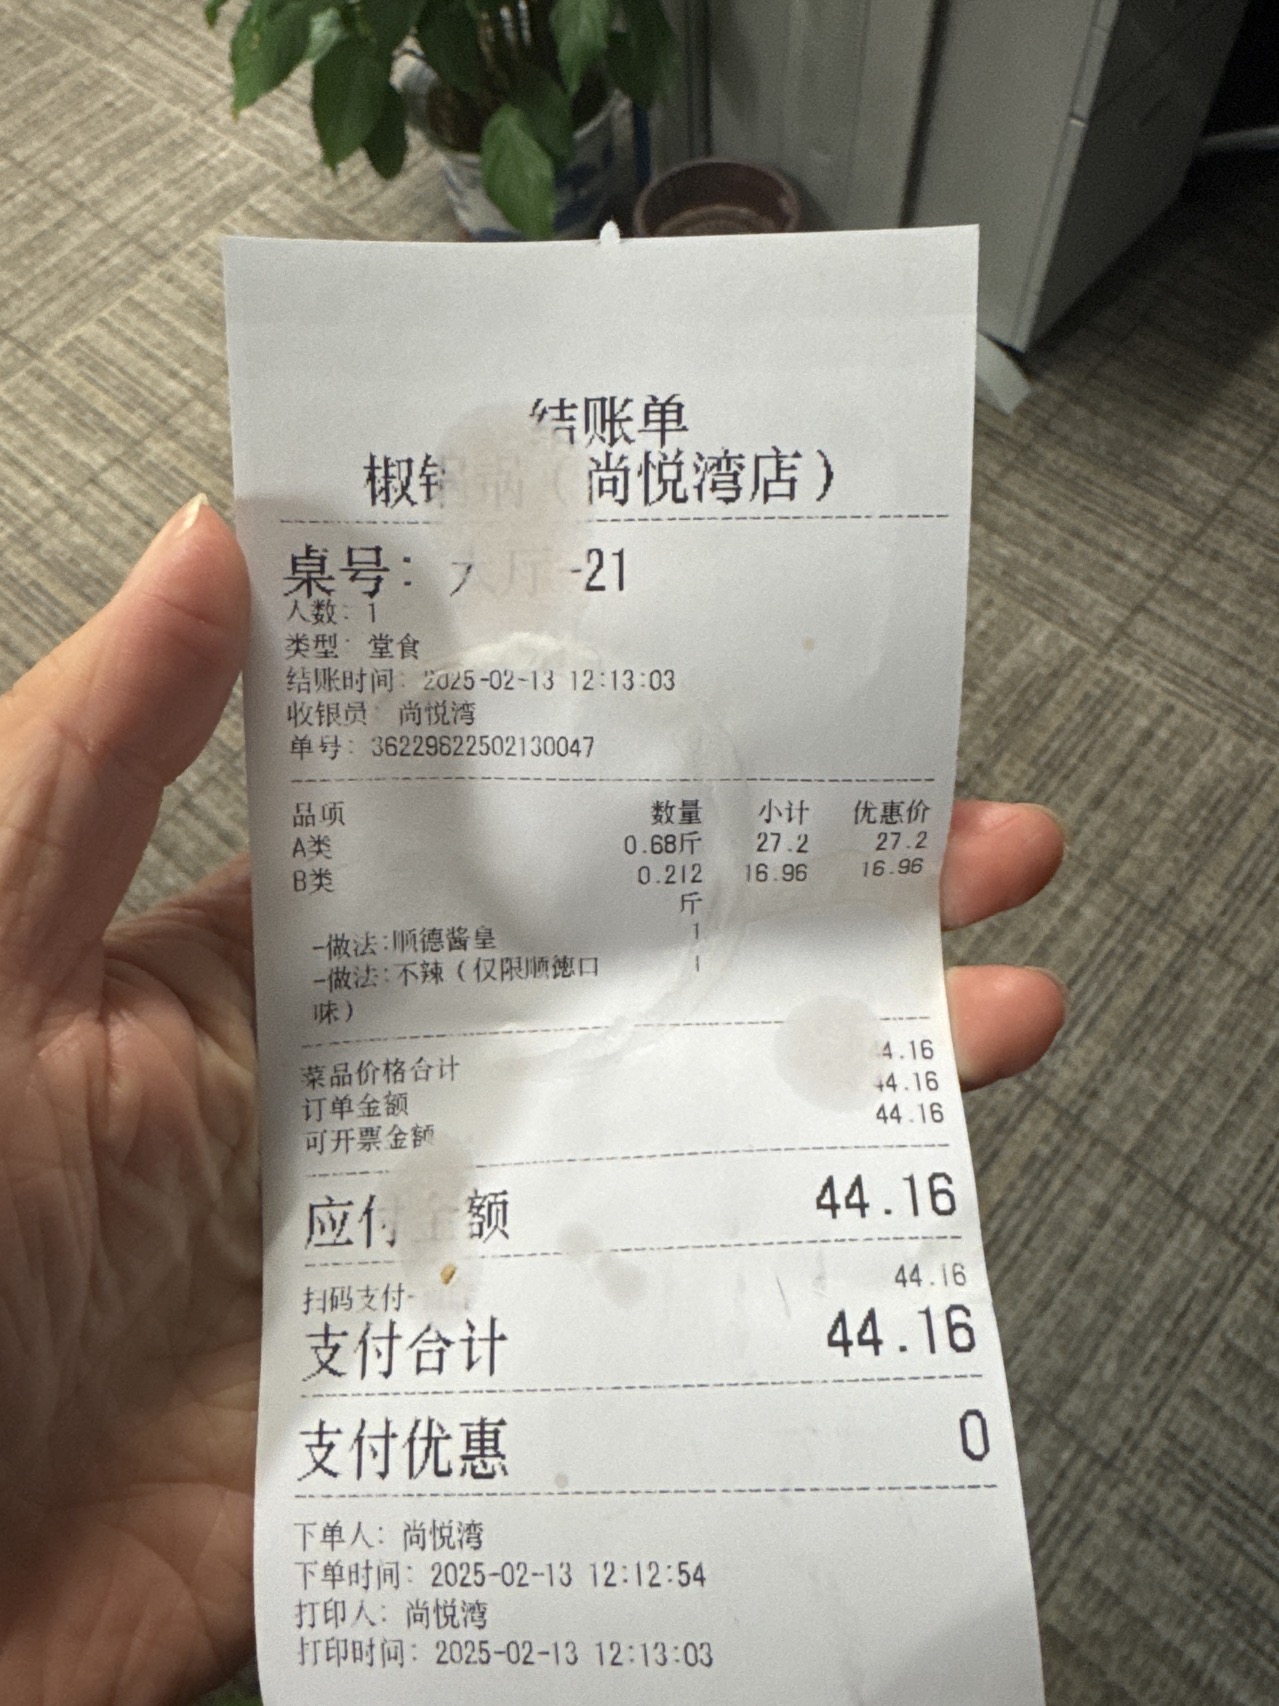 结账单
椒锅锅（尚悦湾店）
桌号：大厅-21
人数：1
类型：堂食
结账时间：2025-02-13 12:13:03
收银员：尚悦湾
单号：36229622502130047
品项 数量 小计 优惠价
A类 0.68斤 27.2 27.2
B类 0.212 16.96 16.96
斤
-做法:顺德酱皇 1
-做法:不辣（仅限顺德口 1
味）
菜品价格合计 44.16
订单金额 44.16
可开票金额 44.16
应付金额 44.16
扫码支付- 44.16
支付合计 44.16
支付优惠 0
下单人：尚悦湾
下单时间：2025-02-13 12:12:54
打印人：尚悦湾
打印时间：2025-02-13 12:13:03